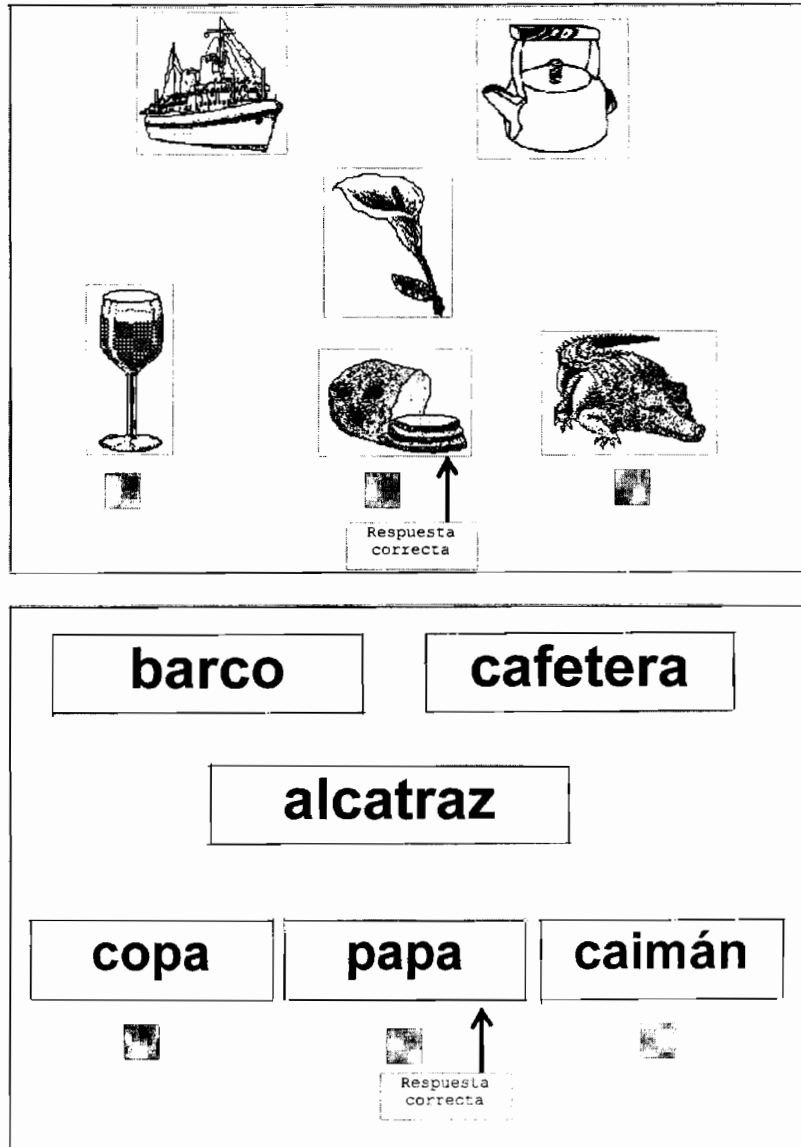 Respuesta
correcta
barco
cafetera
alcatraz
copa
papa
caimán
Respuesta
correcta